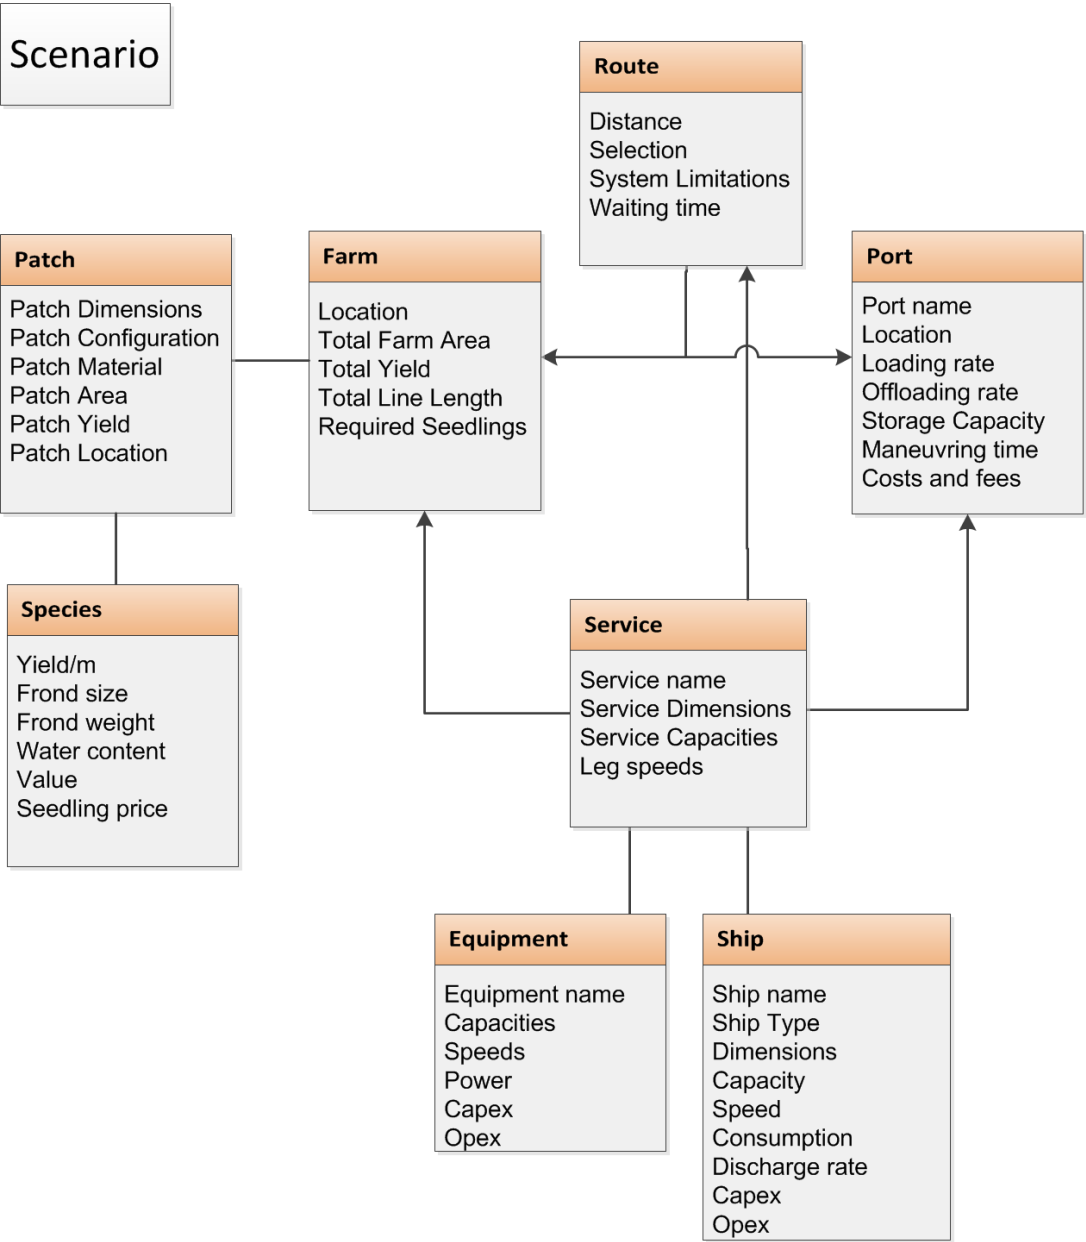 Scenario
Route
Distance
Selection
System Limitations
Waiting time
Patch
Patch Dimensions
Patch Configuration
Patch Material
Patch Area
Patch Yield
Patch Location
Farm
Location
Total Farm Area
Total Yield
Total Line Length
Required Seedlings
Port
Port name
Location
Loading rate
Offloading rate
Storage Capacity
Maneuvring time
Costs and fees
Species
Yield/m
Frond size
Frond weight
Water content
Value
Seedling price
Service
Service name
Service Dimensions
Service Capacities
Leg speeds
Equipment
Equipment name
Capacities
Speeds
Power
Capex
Opex
Ship
Ship name
Ship Type
Dimensions
Capacity
Speed
Consumption
Discharge rate
Capex
Opex